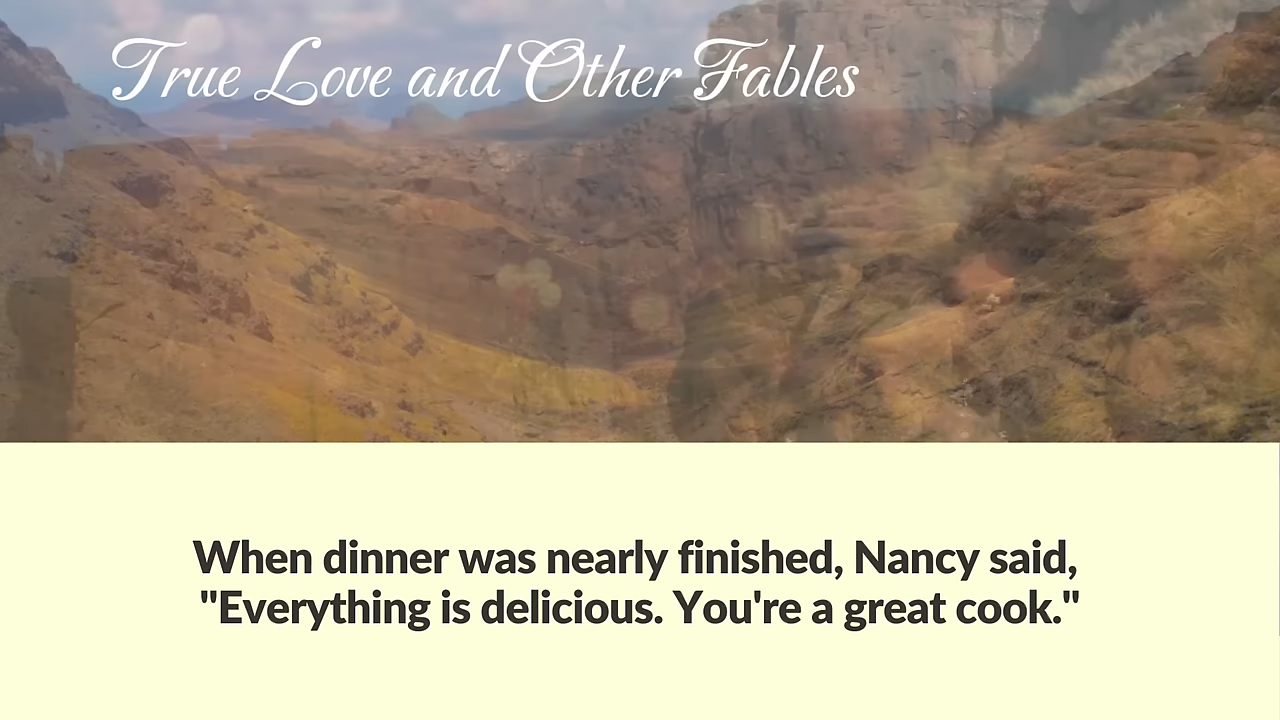 True Love and Other Fables
When dinner was nearly finished, Nancy said,
"Everything is delicious. You're a great cook."